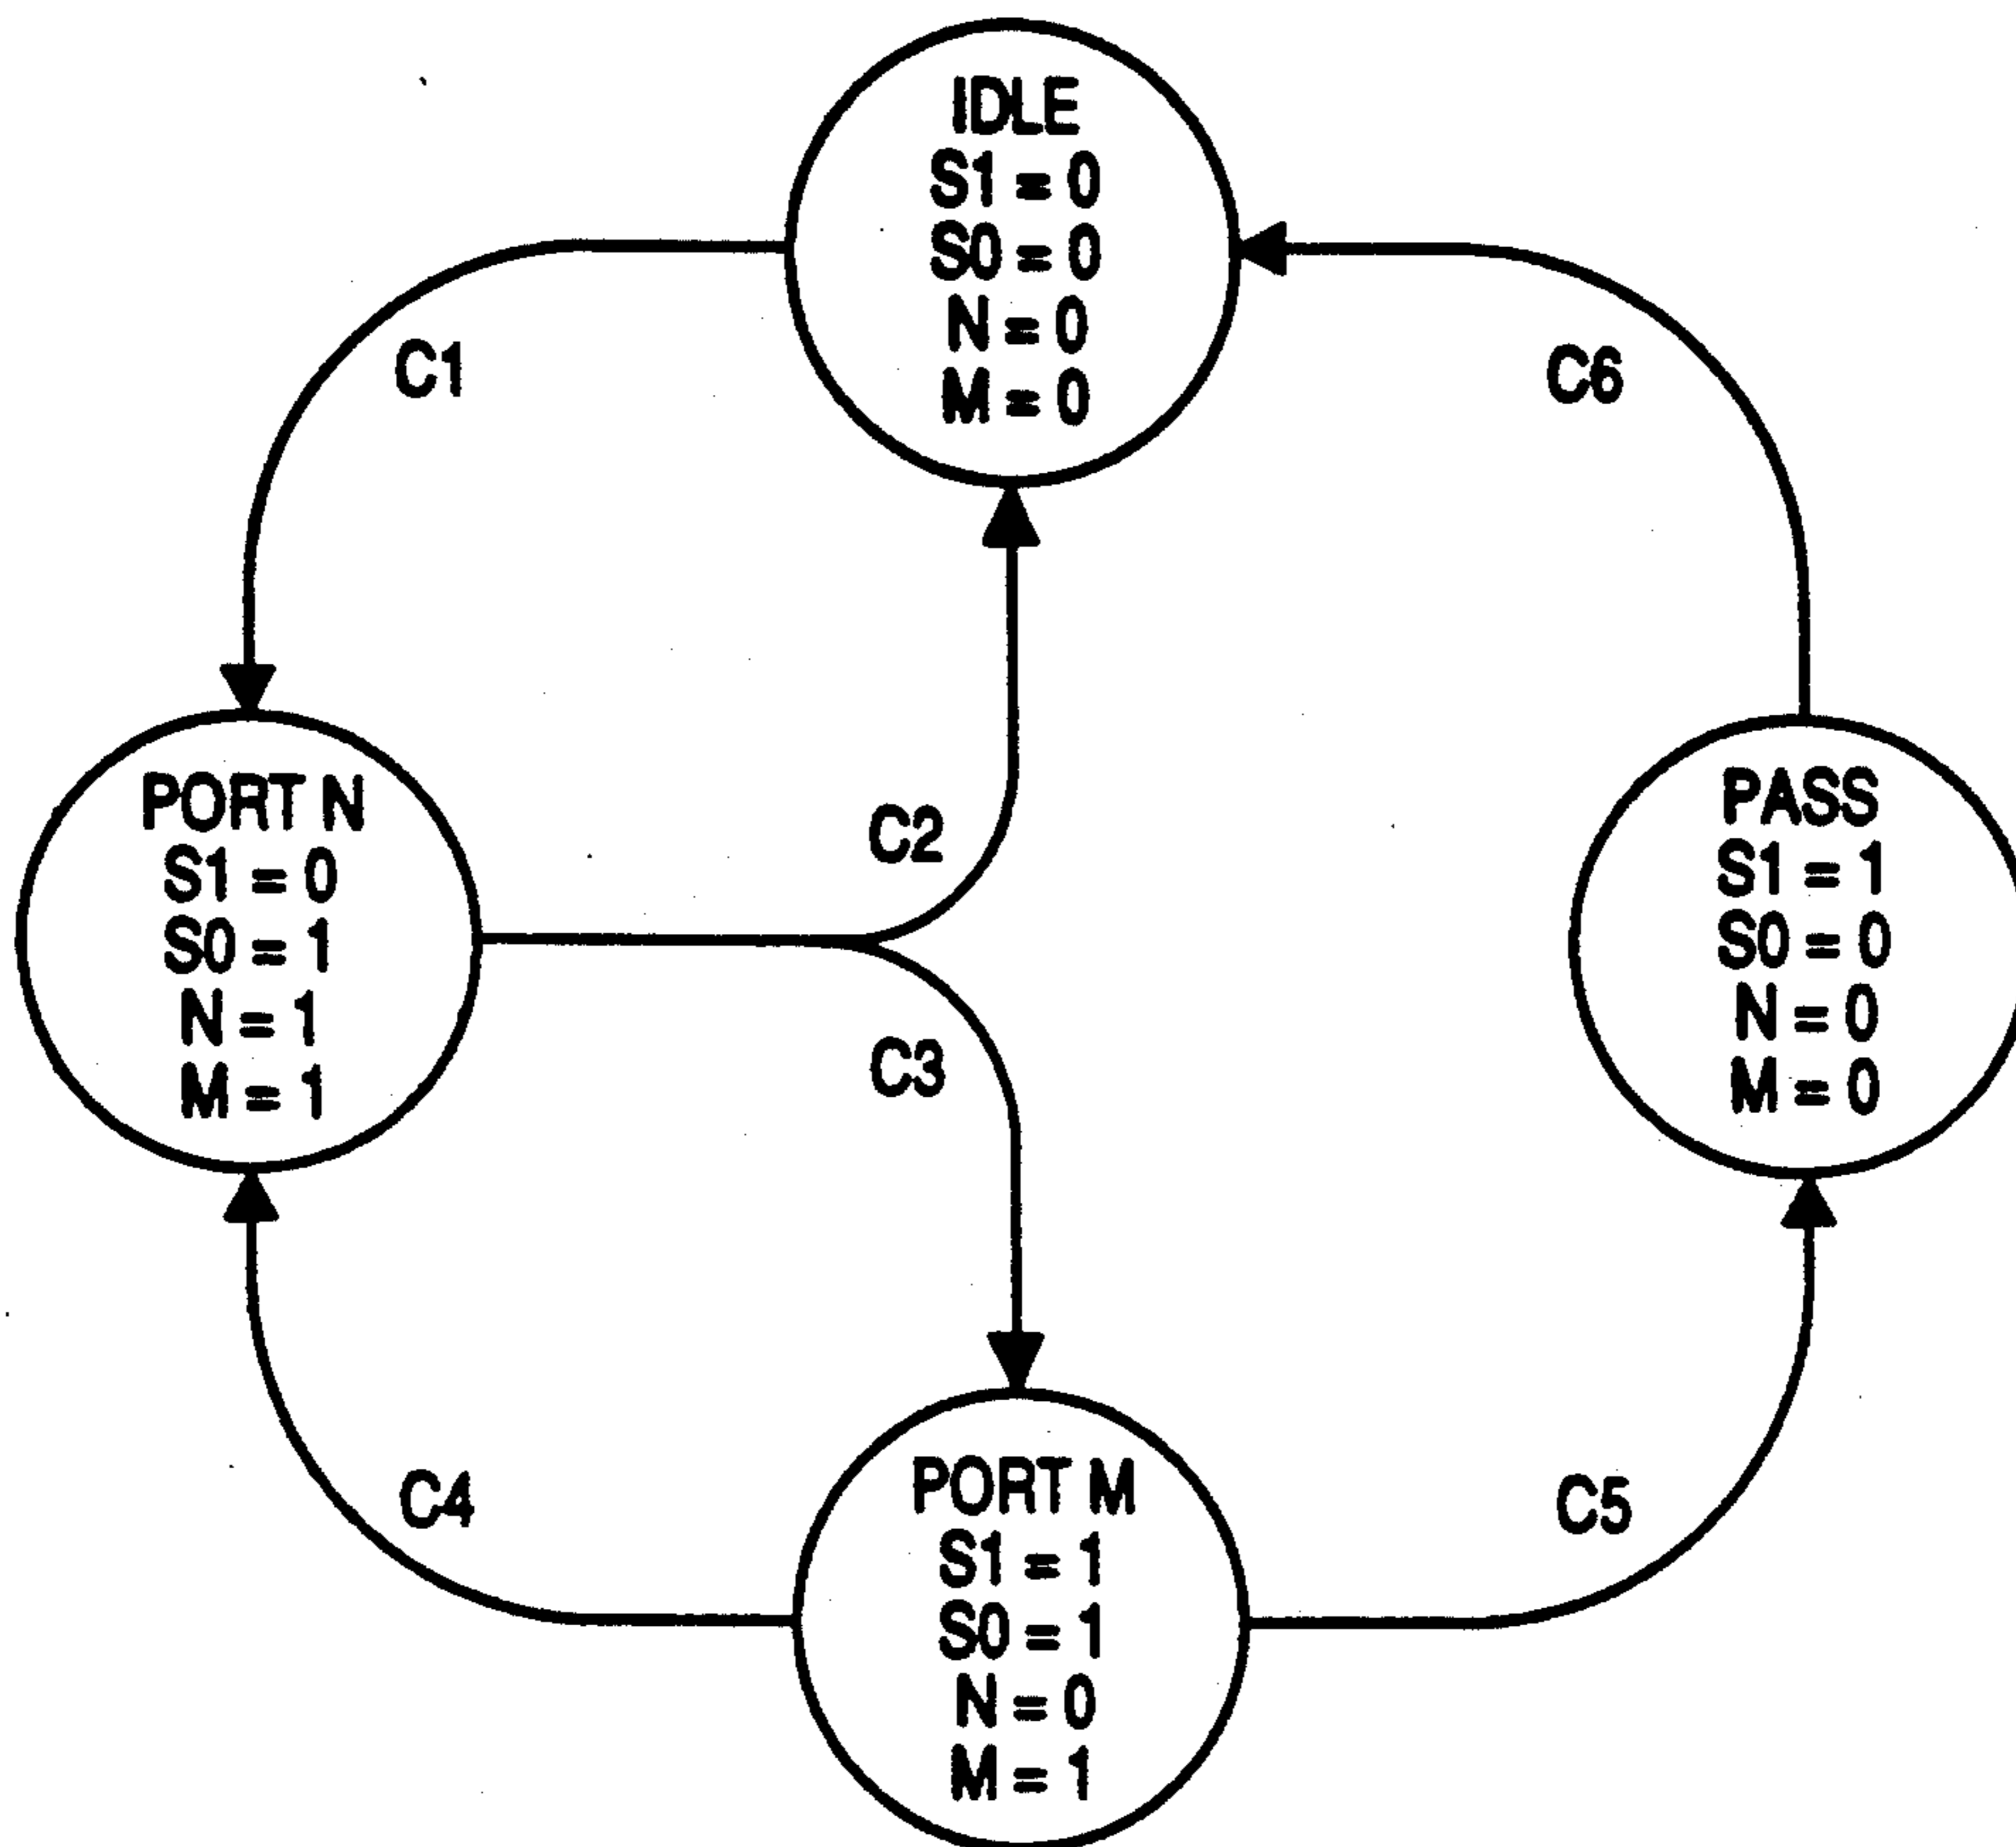 IDLE
S1 = 0
S0 = 0
N = 0
M = 0
C1
C6
PORT N
S1 = 0
S0 = 1
N = 1
M = 1
C2
C3
PASS
S1 = 1
S0 = 0
N = 0
M = 0
C4
C5
PORT M
S1 = 1
S0 = 1
N = 0
M = 1